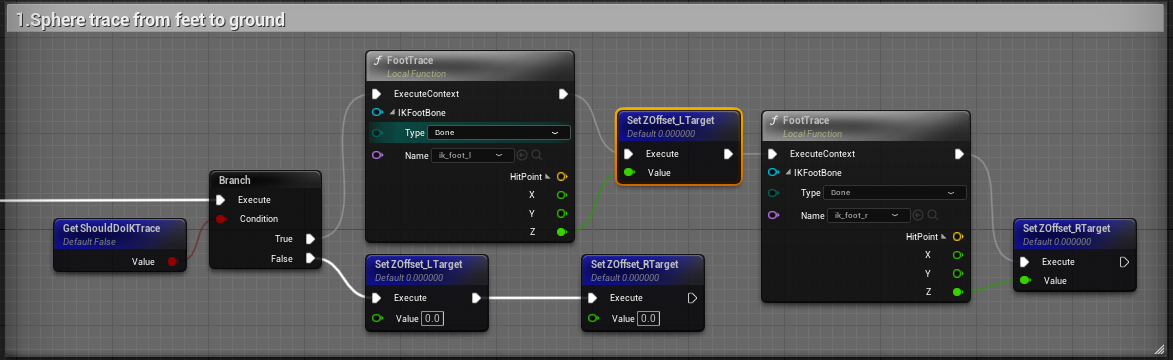 1.Sphere trace from feet to ground
FootTrace
Local Function
ExecuteContext
IKFootBone
Type Bone
Name ik_foot_l
HitPoint
X
Y
Z
Set ZOffset_LTarget
Default 0.000000
Execute
Value
FootTrace
Local Function
ExecuteContext
IKFootBone
Type Bone
Name ik_foot_r
HitPoint
X
Y
Z
Set ZOffset_RTarget
Default 0.000000
Execute
Value
Branch
Execute
Condition
True
False
Get ShouldDoIKTrace
Default False
Value
Set ZOffset_LTarget
Default 0.000000
Execute
Value 0.0
Set ZOffset_RTarget
Default 0.000000
Execute
Value 0.0